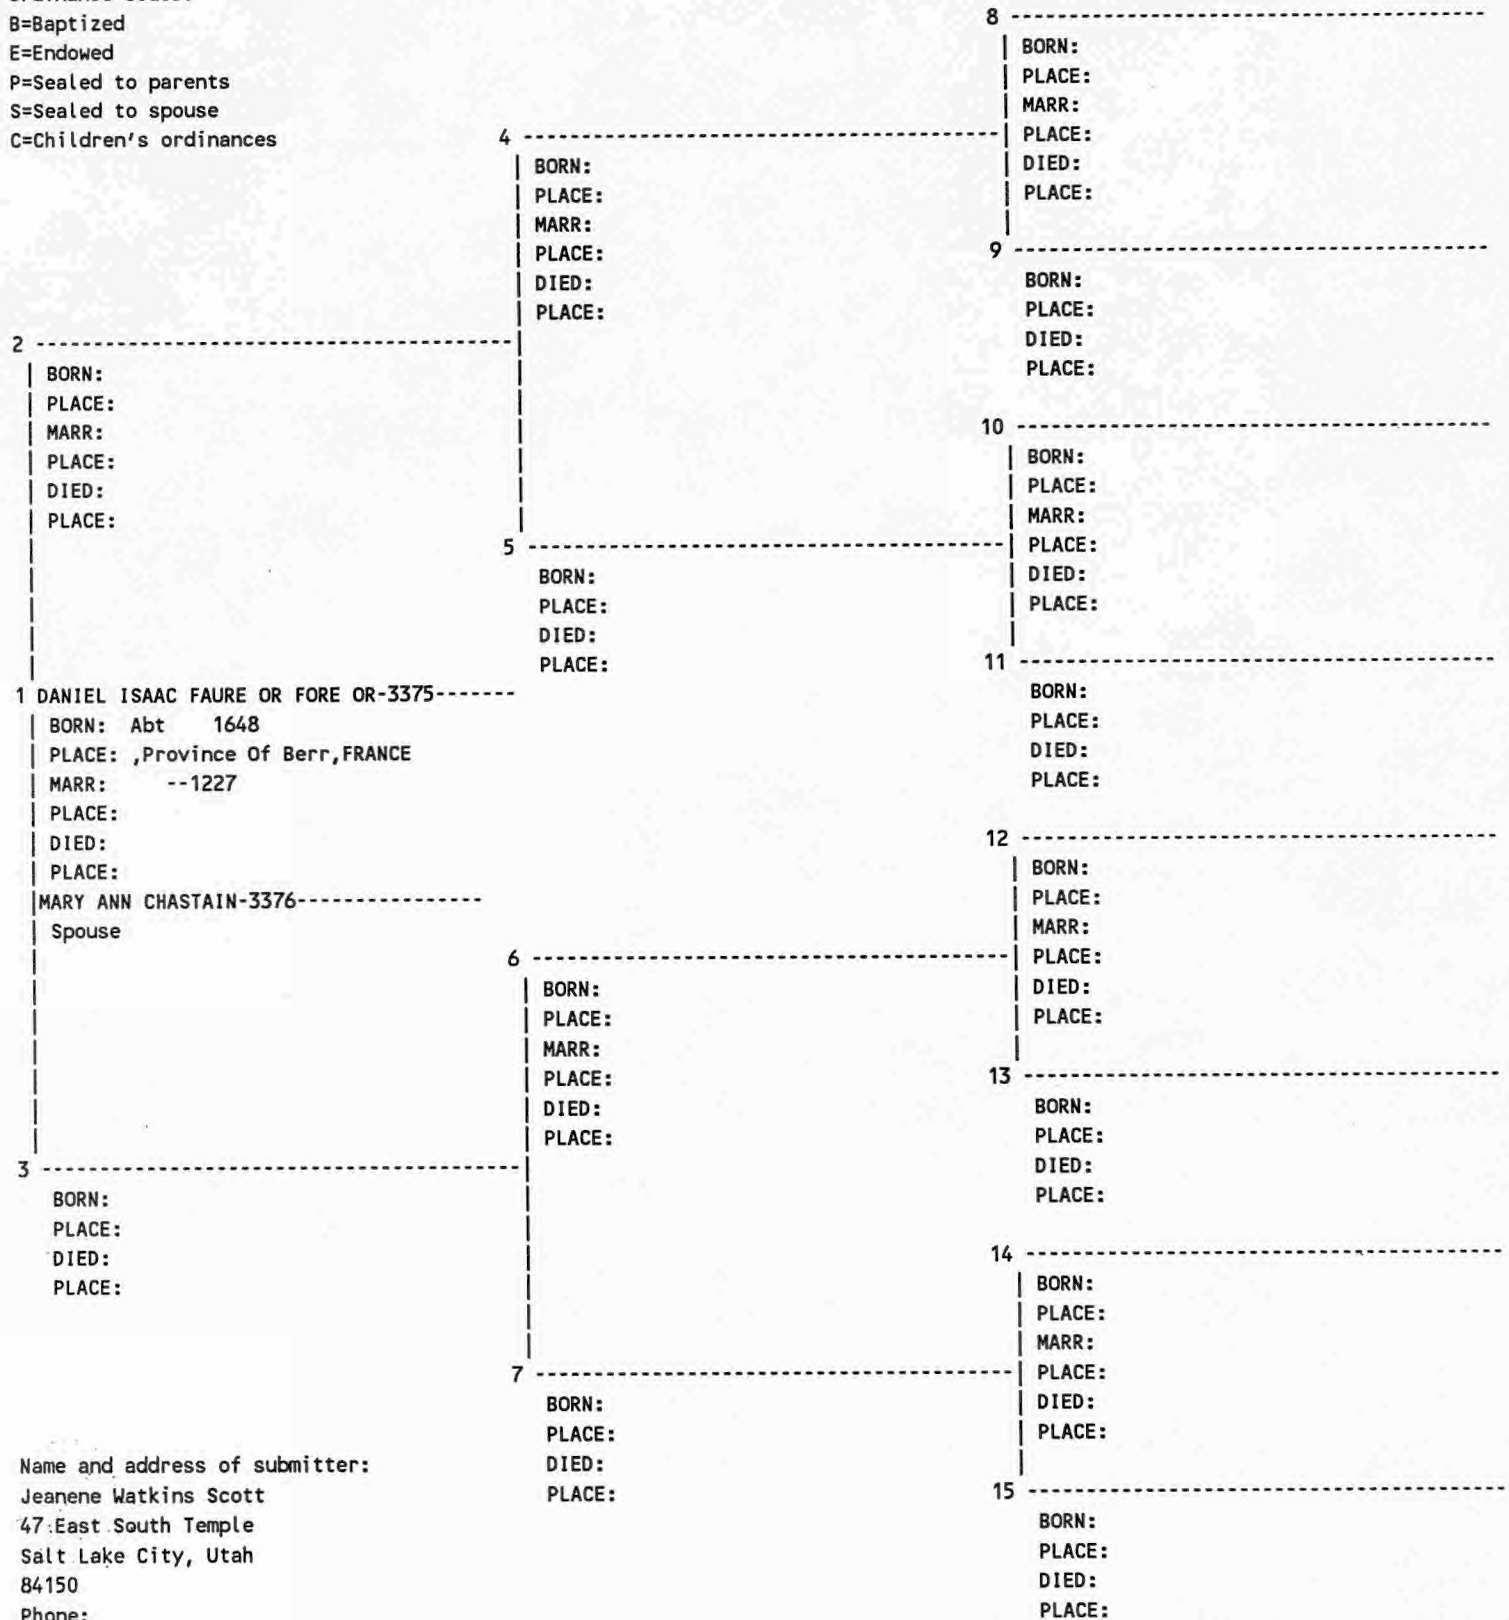 B=Baptized
E=Endowed
P=Sealed to parents
S=Sealed to spouse
C=Children's ordinances
8
BORN:
PLACE:
MARR:
PLACE:
DIED:
PLACE:
4
BORN:
PLACE:
MARR:
PLACE:
DIED:
PLACE:
9
BORN:
PLACE:
DIED:
PLACE:
2
BORN:
PLACE:
MARR:
PLACE:
DIED:
PLACE:
10
BORN:
PLACE:
MARR:
PLACE:
DIED:
PLACE:
5
BORN:
PLACE:
DIED:
PLACE:
11
BORN:
PLACE:
DIED:
PLACE:
1 DANIEL ISAAC FAURE OR FORE OR-3375-------
BORN: Abt 1648
PLACE: ,Province Of Berr,FRANCE
MARR: --1227
PLACE:
DIED:
PLACE:
MARY ANN CHASTAIN-3376----------------
Spouse
12
BORN:
PLACE:
MARR:
PLACE:
DIED:
PLACE:
6
BORN:
PLACE:
MARR:
PLACE:
DIED:
PLACE:
13
BORN:
PLACE:
DIED:
PLACE:
3
BORN:
PLACE:
DIED:
PLACE:
14
BORN:
PLACE:
MARR:
PLACE:
DIED:
PLACE:
7
BORN:
PLACE:
DIED:
PLACE:
15
BORN:
PLACE:
DIED:
PLACE:
Name and address of submitter:
Jeanene Watkins Scott
47 East South Temple
Salt Lake City, Utah
84150
Phone: